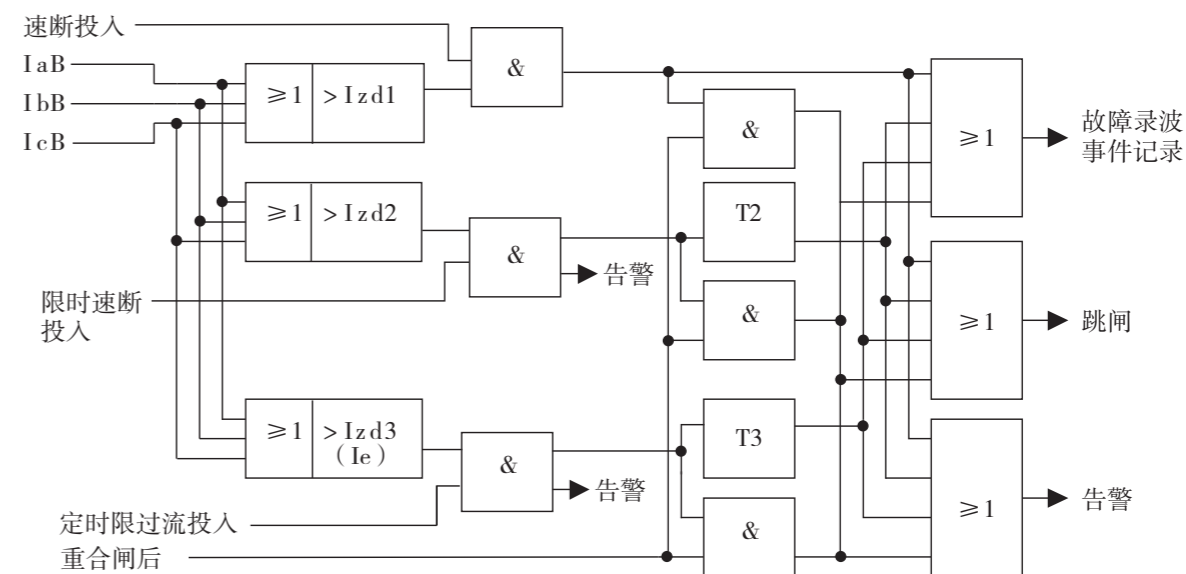 速断投入
IaB
IbB
IcB
≥1 >Izd1
&
&
≥1
故障录波
事件记录
≥1 >Izd2
&
告警
T2
限时速断
投入
&
≥1
跳闸
≥1 >Izd3
(Ie)
&
告警
T3
定时限过流投入
重合闸后
&
≥1
告警